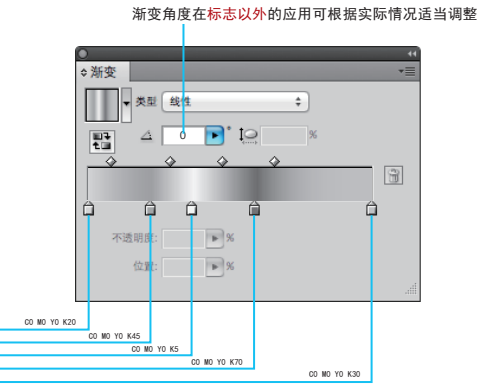 渐变角度在标志以外的应用可根据实际情况适当调整
渐变
类型 线性
0 ° %
不透明度: %
位置: %
C0 M0 Y0 K20
C0 M0 Y0 K45
C0 M0 Y0 K5
C0 M0 Y0 K70
C0 M0 Y0 K30